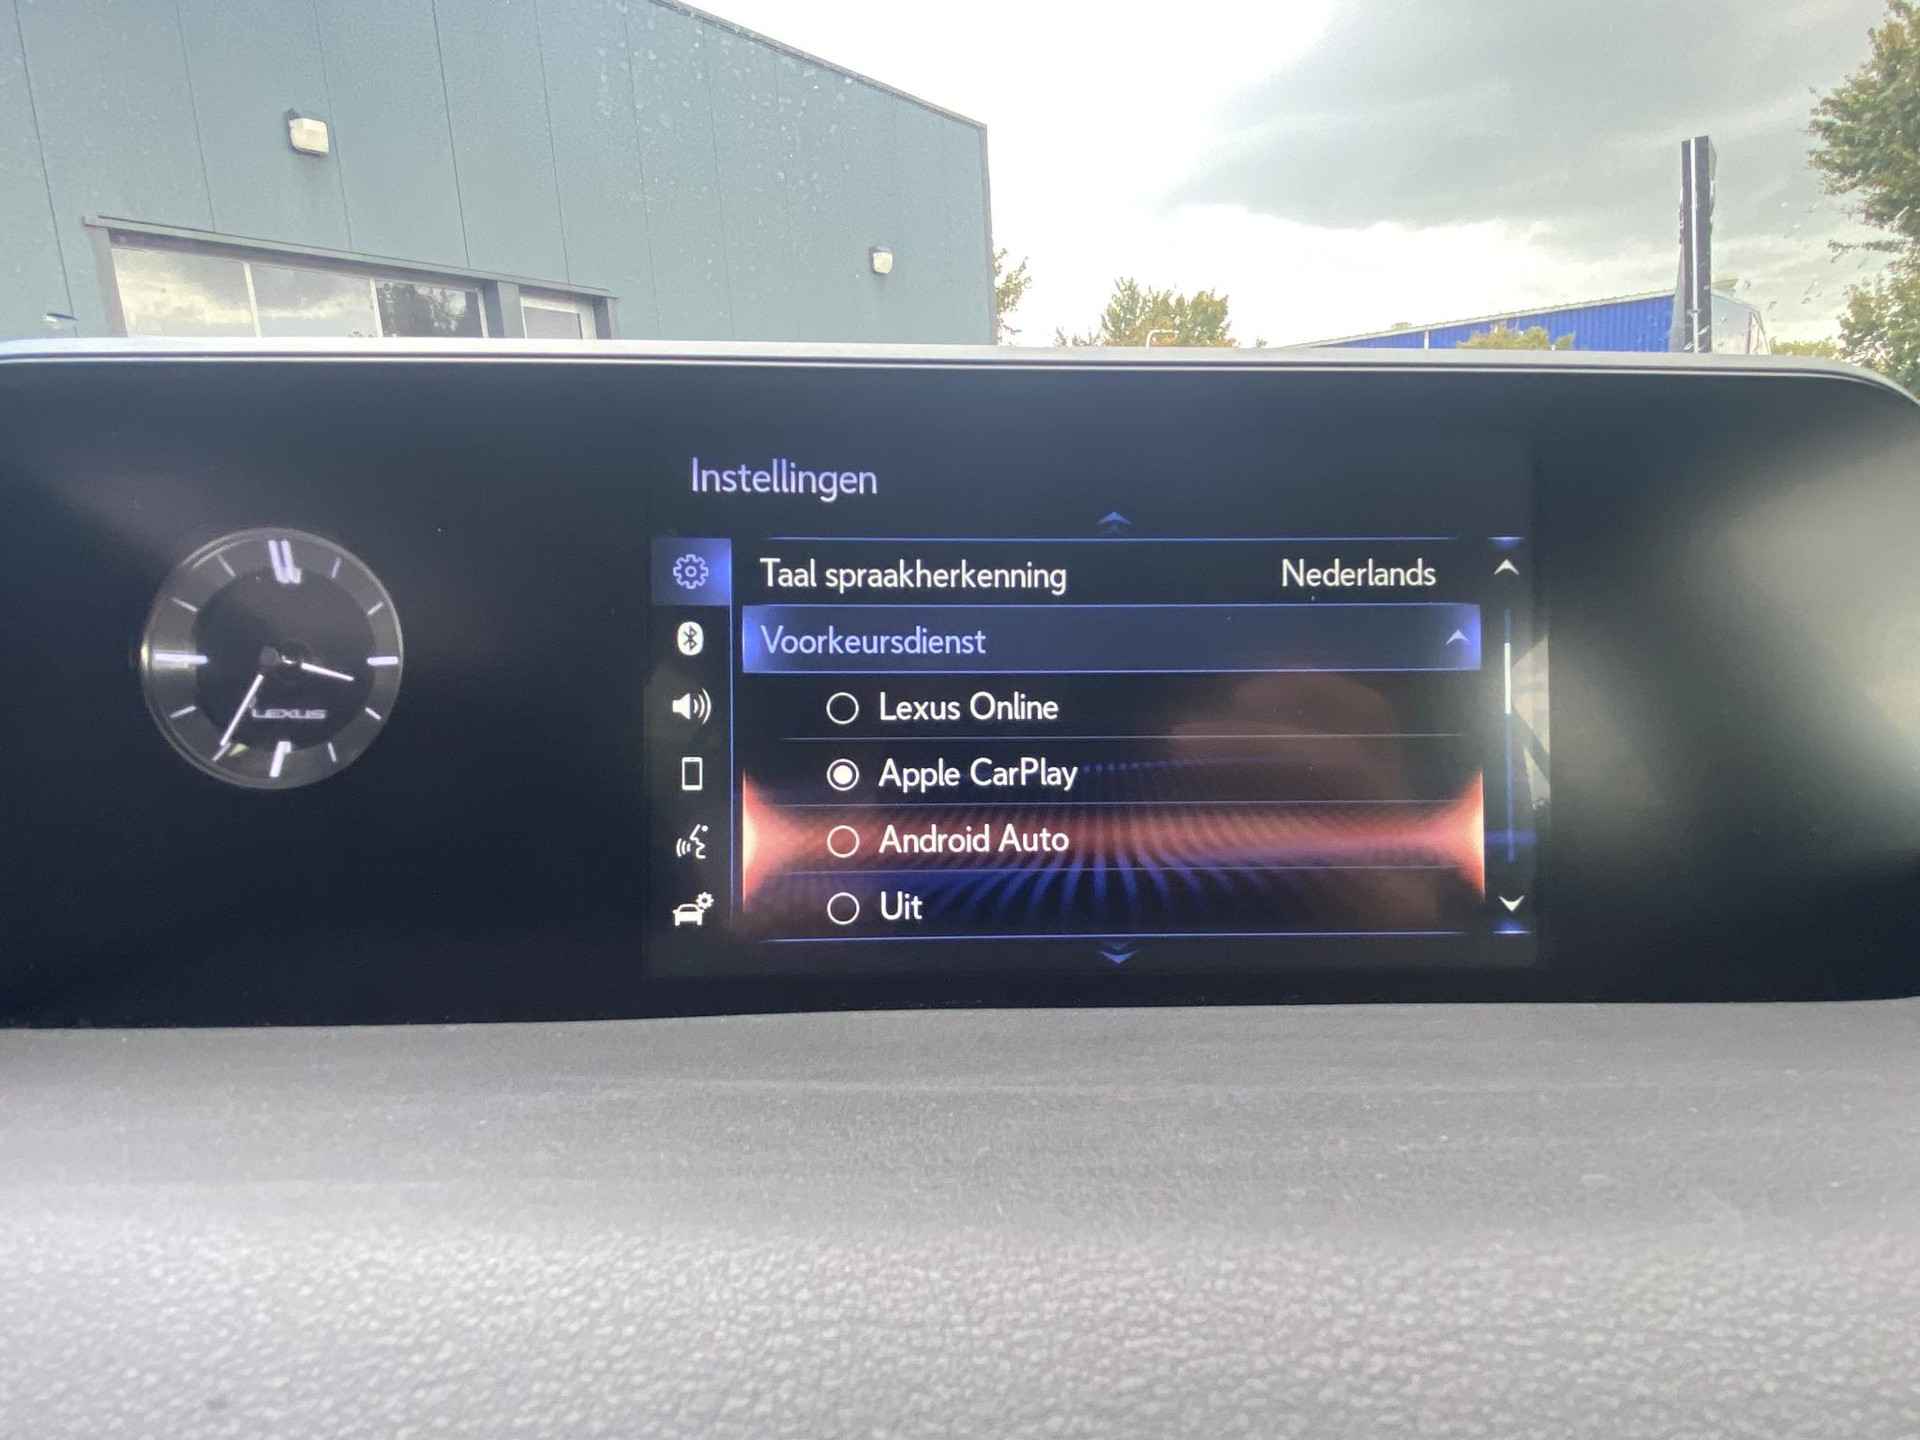 Instellingen
Taal spraakherkenning Nederlands
Voorkeursdienst
Lexus Online
Apple CarPlay
Android Auto
Uit
LEXUS